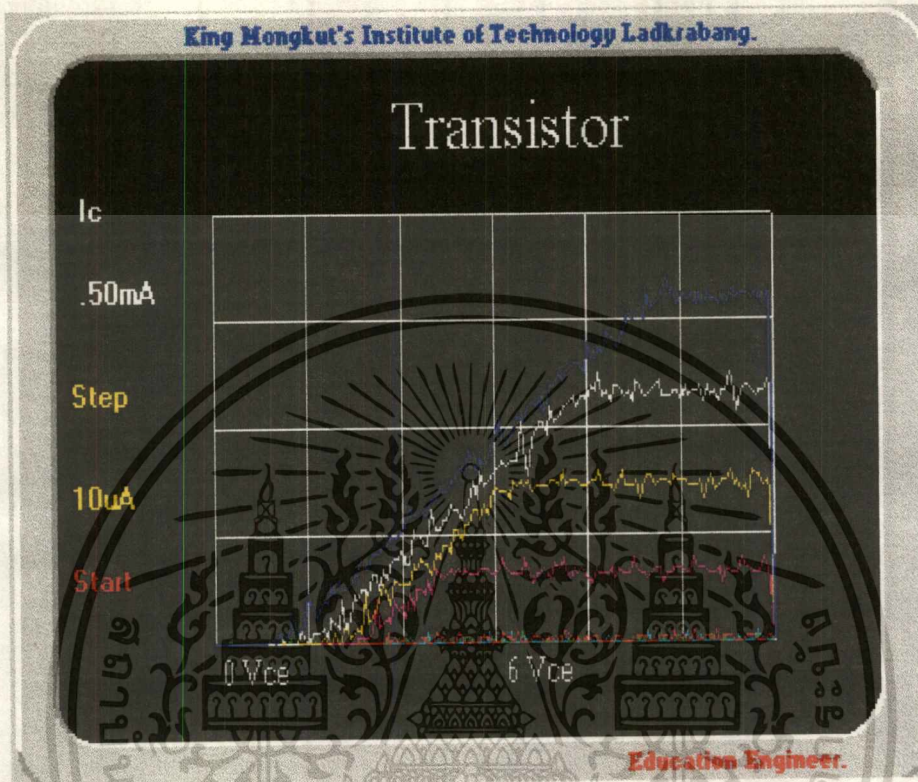 King Mongkut's Institute of Technology Ladkrabang.
Transistor
Ic
.50mA
Step
10uA
Start
0 Vce
6 Vce
Education Engineer.